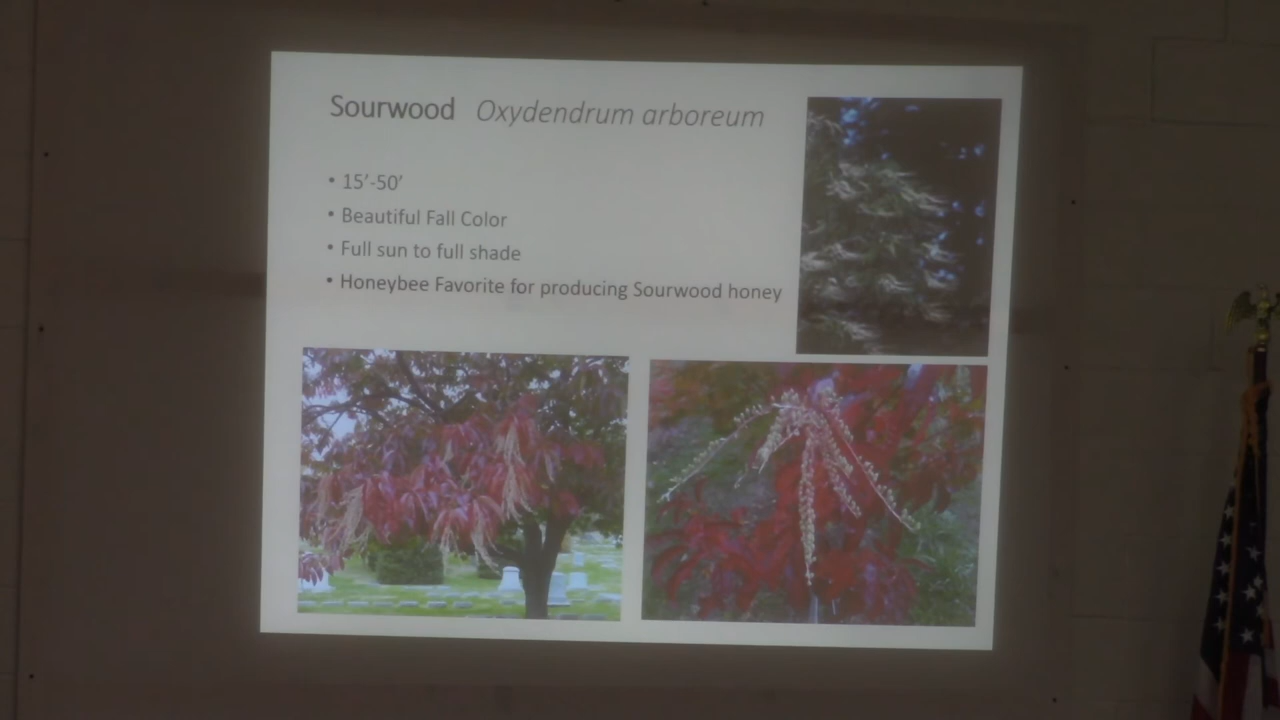 Sourwood Oxydendrum arboreum
• 15’-50’
• Beautiful Fall Color
• Full sun to full shade
• Honeybee Favorite for producing Sourwood honey